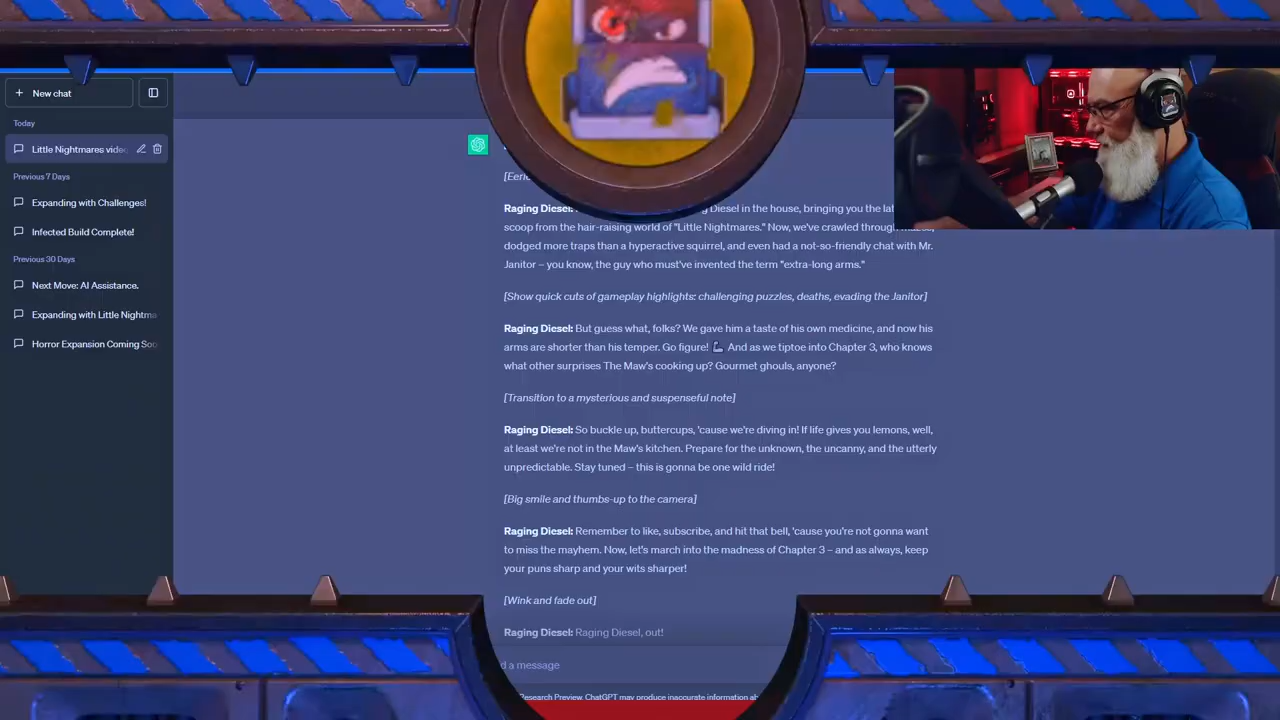 New chat
Today
Little Nightmares vide
Previous 7 Days
Expanding with Challenges!
Infected Build Complete!
Previous 30 Days
Next Move: AI Assistance.
Expanding with Little Nightma
Horror Expansion Coming Soo
[Eerie
Raging Diesel: Diesel in the house, bringing you the lat
scoop from the hair-raising world of "Little Nightmares." Now, we've crawled through
dodged more traps than a hyperactive squirrel, and even had a not-so-friendly chat with Mr.
Janitor – you know, the guy who must've invented the term "extra-long arms."
[Show quick cuts of gameplay highlights: challenging puzzles, deaths, evading the Janitor]
Raging Diesel: But guess what, folks? We gave him a taste of his own medicine, and now his
arms are shorter than his temper. Go figure! 💪 And as we tiptoe into Chapter 3, who knows
what other surprises The Maw's cooking up? Gourmet ghouls, anyone?
[Transition to a mysterious and suspenseful note]
Raging Diesel: So buckle up, buttercups, 'cause we're diving in! If life gives you lemons, well,
at least we're not in the Maw's kitchen. Prepare for the unknown, the uncanny, and the utterly
unpredictable. Stay tuned – this is gonna be one wild ride!
[Big smile and thumbs-up to the camera]
Raging Diesel: Remember to like, subscribe, and hit that bell, 'cause you're not gonna want
to miss the mayhem. Now, let's march into the madness of Chapter 3 – and as always, keep
your puns sharp and your wits sharper!
[Wink and fade out]
Raging Diesel: Raging Diesel, out!
d a message
Research Preview. ChatGPT may produce inaccurate information ab